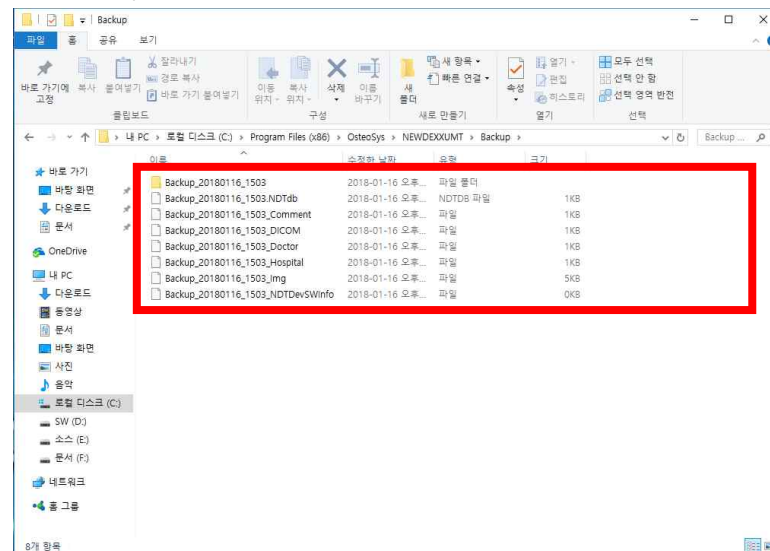 Backup
파일 홈 공유 보기
바로 가기에 고정
복사
붙여넣기
잘라내기
경로 복사
바로 가기 붙여넣기
클립보드
이동 위치
복사 위치
삭제
이름 바꾸기
구성
새 폴더
새 항목
빠른 연결
새로 만들기
속성
열기
편집
히스토리
열기
모두 선택
선택 안 함
선택 영역 반전
선택
내 PC > 로컬 디스크 (C:) > Program Files (x86) > OsteoSys > NEWDEXXUMT > Backup >
Backup ...
이름 수정한 날짜 유형 크기
Backup_20180116_1503 2018-01-16 오후... 파일 폴더
Backup_20180116_1503.NDTdb 2018-01-16 오후... NDTDB 파일 1KB
Backup_20180116_1503_Comment 2018-01-16 오후... 파일 1KB
Backup_20180116_1503_DICOM 2018-01-16 오후... 파일 1KB
Backup_20180116_1503_Doctor 2018-01-16 오후... 파일 1KB
Backup_20180116_1503_Hospital 2018-01-16 오후... 파일 1KB
Backup_20180116_1503_Img 2018-01-16 오후... 파일 5KB
Backup_20180116_1503_NDTDevSWInfo 2018-01-16 오후... 파일 0KB
바로 가기
바탕 화면
다운로드
문서
OneDrive
내 PC
다운로드
동영상
문서
바탕 화면
사진
음악
로컬 디스크 (C:)
SW (D:)
소스 (E:)
문서 (F:)
네트워크
홈 그룹
8개 항목